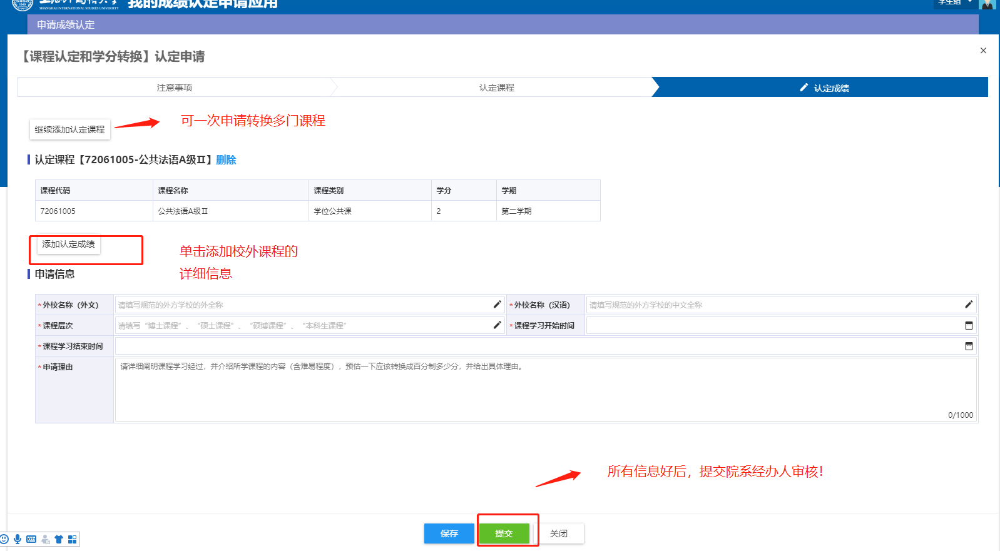 我的成绩认定申请应用
学生组
SHANGHAI INTERNATIONAL STUDIES UNIVERSITY
申请成绩认定
【课程认定和学分转换】认定申请
注意事项
认定课程
认定成绩
继续添加认定课程
可一次申请转换多门课程
认定课程【72061005-公共法语A级Ⅱ】删除
课程代码 课程名称 课程类别 学分 学期
72061005 公共法语A级Ⅱ 学位公共课 2 第二学期
添加认定成绩
单击添加校外课程的
详细信息
申请信息
*外校名称（外文） 请填写规范的外方学校的外全称 *外校名称（汉语） 请填写规范的外方学校的中文全称
*课程层次 请填写“博士课程”、“硕士课程”、“硕博课程”、“本科生课程” *课程学习开始时间
*课程学习结束时间
*申请理由 请详细阐明课程学习经过，并介绍所学课程的内容（含难易程度），预估一下应该转换成百分制多少分，并给出具体理由。
0/1000
所有信息好后，提交院系经办人审核！
保存 提交 关闭